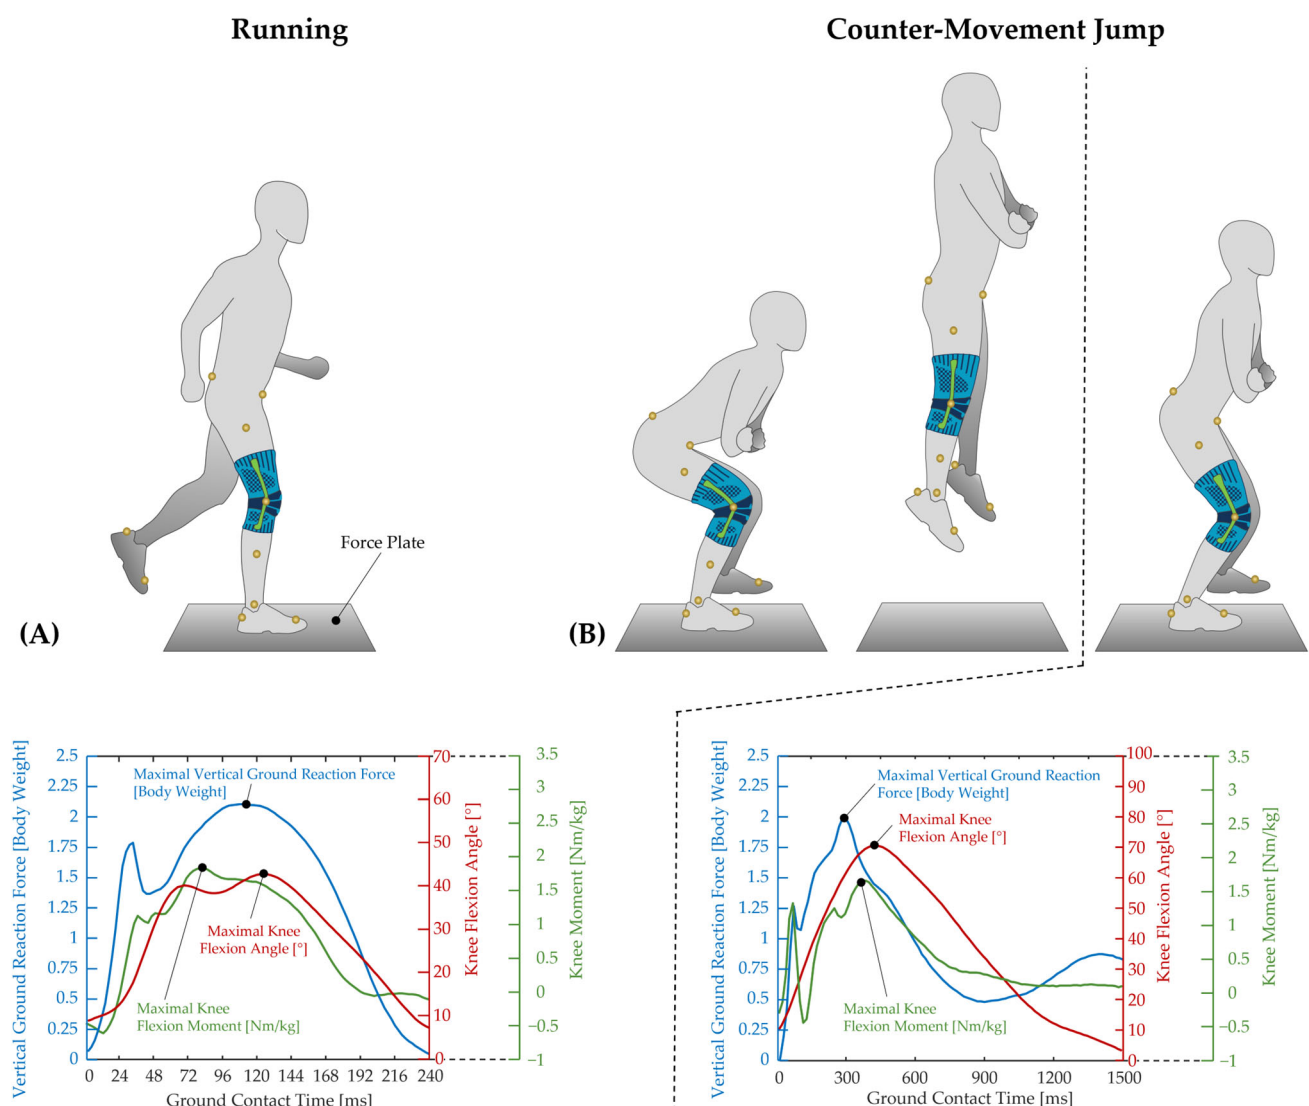 Running
Counter-Movement Jump
Force Plate
(A)
(B)
Vertical Ground Reaction Force [Body Weight]
2.5
2.25
2
1.75
1.5
1.25
1
0.75
0.5
0.25
0
Maximal Vertical Ground Reaction Force
[Body Weight]
Maximal Knee
Flexion Angle [°]
Maximal Knee
Flexion Moment [Nm/kg]
70
60
50
40
30
20
10
0
Knee Flexion Angle [°]
3.5
3
2.5
2
1.5
1
0.5
0
−0.5
−1
Knee Moment [Nm/kg]
0 24 48 72 96 120 144 168 192 216 240
Ground Contact Time [ms]
Vertical Ground Reaction Force [Body Weight]
2.5
2.25
2
1.75
1.5
1.25
1
0.75
0.5
0.25
0
Maximal Vertical Ground Reaction
Force [Body Weight]
Maximal Knee
Flexion Angle [°]
Maximal Knee
Flexion Moment [Nm/kg]
100
90
80
70
60
50
40
30
20
10
0
Knee Flexion Angle [°]
3.5
3
2.5
2
1.5
1
0.5
0
−0.5
−1
Knee Moment [Nm/kg]
0 300 600 900 1200 1500
Ground Contact Time [ms]